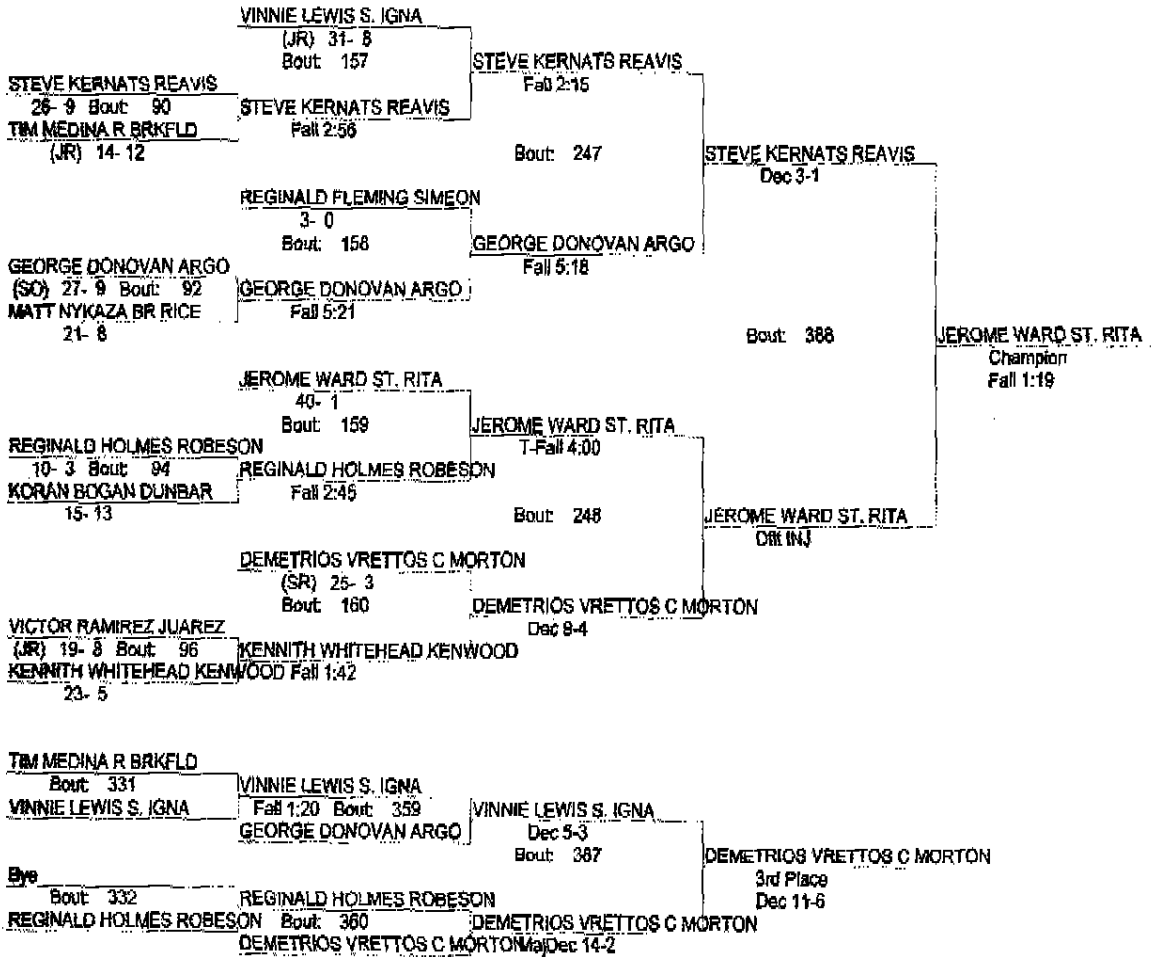 VINNIE LEWIS S. IGNA
(JR) 31- 8
Bout: 157
STEVE KERNATS REAVIS
Fall 2:15
STEVE KERNATS REAVIS
26- 9 Bout: 90
STEVE KERNATS REAVIS
Fall 2:56
TIM MEDINA R BRKFLD
(JR) 14- 12
Bout: 247
STEVE KERNATS REAVIS
Dec 3-1
REGINALD FLEMING SIMEON
3- 0
Bout: 158
GEORGE DONOVAN ARGO
Fall 5:18
GEORGE DONOVAN ARGO
(SO) 27- 9 Bout: 92
GEORGE DONOVAN ARGO
Fall 5:21
MATT NYKAZA BR RICE
21- 8
Bout: 388
JEROME WARD ST. RITA
Champion
Fall 1:19
JEROME WARD ST. RITA
40- 1
Bout: 159
JEROME WARD ST. RITA
T-Fall 4:00
REGINALD HOLMES ROBESON
10- 3 Bout: 94
REGINALD HOLMES ROBESON
Fall 2:45
KORAN BOGAN DUNBAR
15- 13
Bout: 248
JEROME WARD ST. RITA
Dflt INJ
DEMETRIOS VRETTOS C MORTON
(SR) 25- 3
Bout: 160
DEMETRIOS VRETTOS C MORTON
Dec 9-4
VICTOR RAMIREZ JUAREZ
(JR) 19- 8 Bout: 96
KENNITH WHITEHEAD KENWOOD
KENNITH WHITEHEAD KENWOOD Fall 1:42
23- 5
TIM MEDINA R BRKFLD
Bout: 331
VINNIE LEWIS S. IGNA
VINNIE LEWIS S. IGNA
Fall 1:20 Bout: 359
VINNIE LEWIS S. IGNA
Dec 5-3
GEORGE DONOVAN ARGO
Bout: 387
DEMETRIOS VRETTOS C MORTON
3rd Place
Dec 11-6
Bye
Bout: 332
REGINALD HOLMES ROBESON
REGINALD HOLMES ROBESON Bout: 360
DEMETRIOS VRETTOS C MORTON
DEMETRIOS VRETTOS C MORTON MajDec 14-2